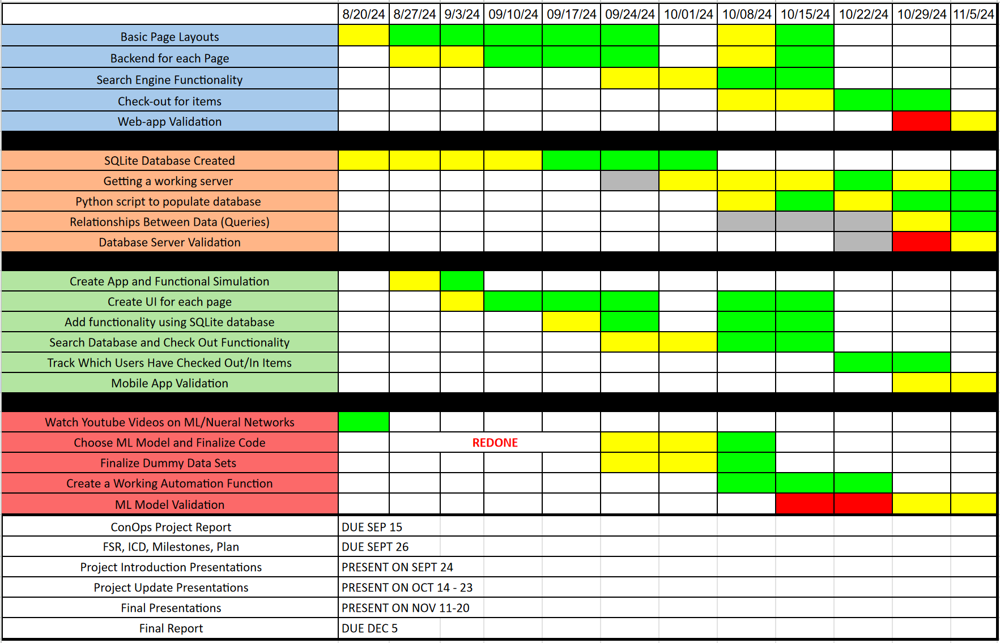 8/20/24 8/27/24 9/3/24 09/10/24 09/17/24 09/24/24 10/01/24 10/08/24 10/15/24 10/22/24 10/29/24 11/5/24
Basic Page Layouts
Backend for each Page
Search Engine Functionality
Check-out for items
Web-app Validation
SQLite Database Created
Getting a working server
Python script to populate database
Relationships Between Data (Queries)
Database Server Validation
Create App and Functional Simulation
Create UI for each page
Add functionality using SQLite database
Search Database and Check Out Functionality
Track Which Users Have Checked Out/In Items
Mobile App Validation
Watch Youtube Videos on ML/Nueral Networks
Choose ML Model and Finalize Code REDONE
Finalize Dummy Data Sets
Create a Working Automation Function
ML Model Validation
ConOps Project Report DUE SEP 15
FSR, ICD, Milestones, Plan DUE SEPT 26
Project Introduction Presentations PRESENT ON SEPT 24
Project Update Presentations PRESENT ON OCT 14 - 23
Final Presentations PRESENT ON NOV 11-20
Final Report DUE DEC 5